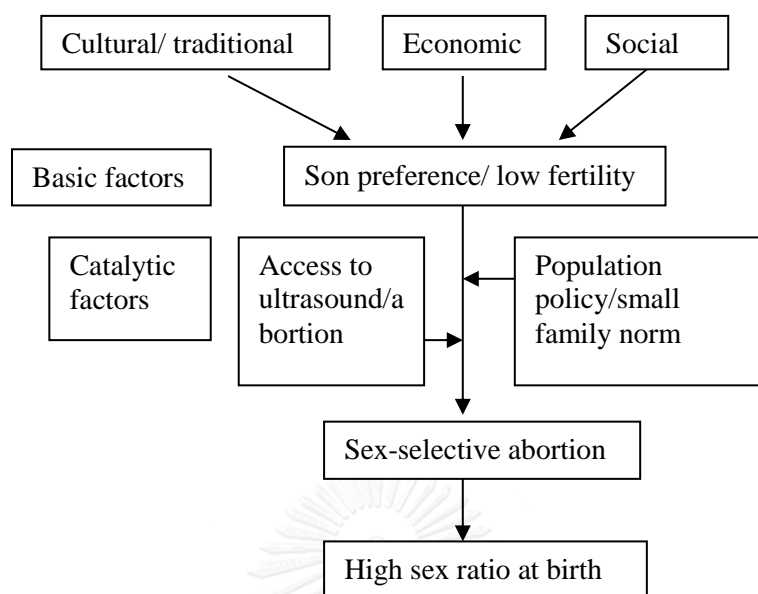 Cultural/ traditional
Economic
Social
Basic factors
Son preference/ low fertility
Catalytic
factors
Access to
ultrasound/a
bortion
Population
policy/small
family norm
Sex-selective abortion
High sex ratio at birth